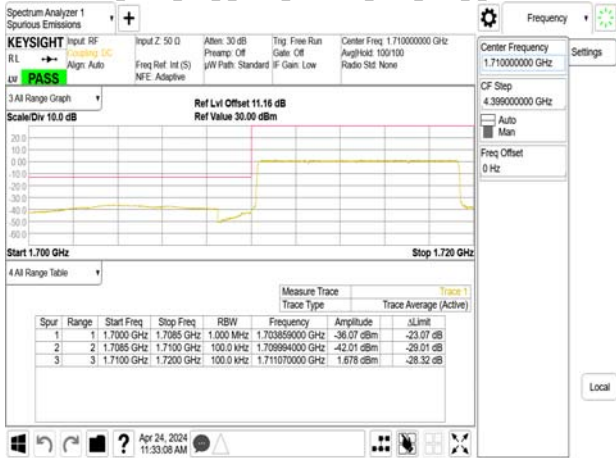 Spectrum Analyzer 1
Spurious Emissions
Frequency
KEYSIGHT
Input: RF
Coupling: DC
Align: Auto
Input Z: 50 Ω
Freq Ref: Int (S)
NFE: Adaptive
Atten: 30 dB
Preamp: Off
µW Path: Standard
Trig: Free Run
Gate: Off
IF Gain: Low
Center Freq: 1.710000000 GHz
Avg|Hold: 100/100
Radio Std: None
RL
PASS
Center Frequency
1.710000000 GHz
Settings
CF Step
4.399000000 GHz
Auto
Man
Freq Offset
0 Hz
3 All Range Graph
Scale/Div 10.0 dB
Ref Lvl Offset 11.16 dB
Ref Value 30.00 dBm
20.0
10.0
0.00
-10.0
-20.0
-30.0
-40.0
-50.0
-60.0
Start 1.700 GHz
Stop 1.720 GHz
4 All Range Table
Measure Trace Trace 1
Trace Type Trace Average (Active)
Spur Range Start Freq Stop Freq RBW Frequency Amplitude ΔLimit
1 1 1.7000 GHz 1.7085 GHz 1.000 MHz 1.703859000 GHz -36.07 dBm -23.07 dB
2 2 1.7085 GHz 1.7100 GHz 100.0 kHz 1.709994000 GHz -42.01 dBm -29.01 dB
3 3 1.7100 GHz 1.7200 GHz 100.0 kHz 1.711070000 GHz 1.678 dBm -28.32 dB
Local
?
Apr 24, 2024
11:33:08 AM